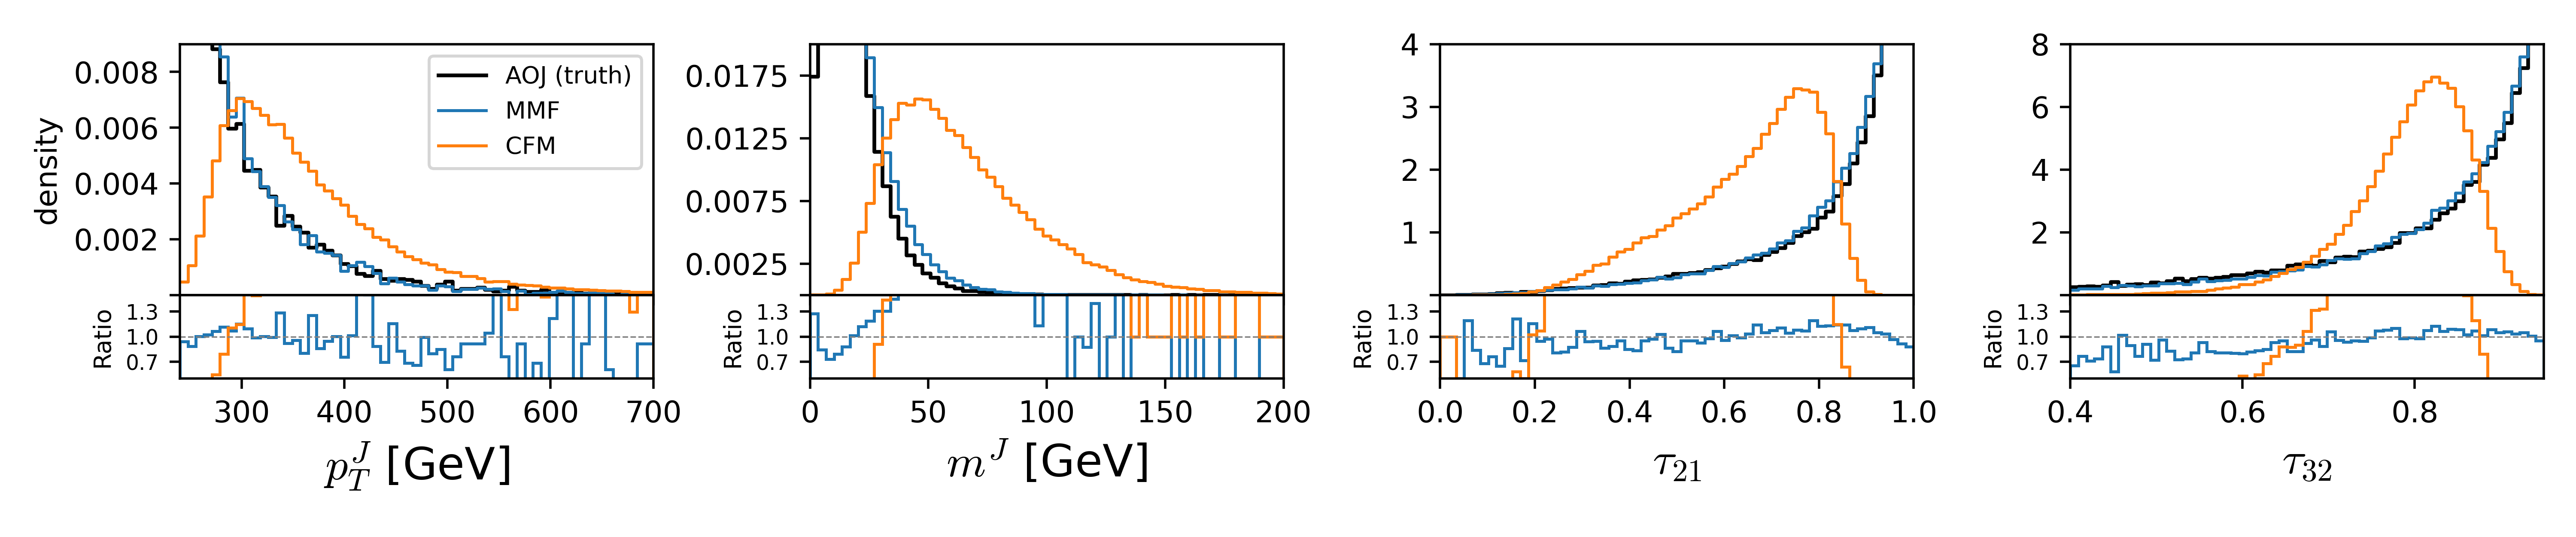 density
0.008
0.006
0.004
0.002
AOJ (truth)
MMF
CFM
Ratio
1.3
1.0
0.7
300 400 500 600 700
p_T^J [GeV]
0.0175
0.0125
0.0075
0.0025
Ratio
1.3
1.0
0.7
0 50 100 150 200
m^J [GeV]
4
3
2
1
Ratio
1.3
1.0
0.7
0.0 0.2 0.4 0.6 0.8 1.0
τ_21
8
6
4
2
Ratio
1.3
1.0
0.7
0.4 0.6 0.8
τ_32